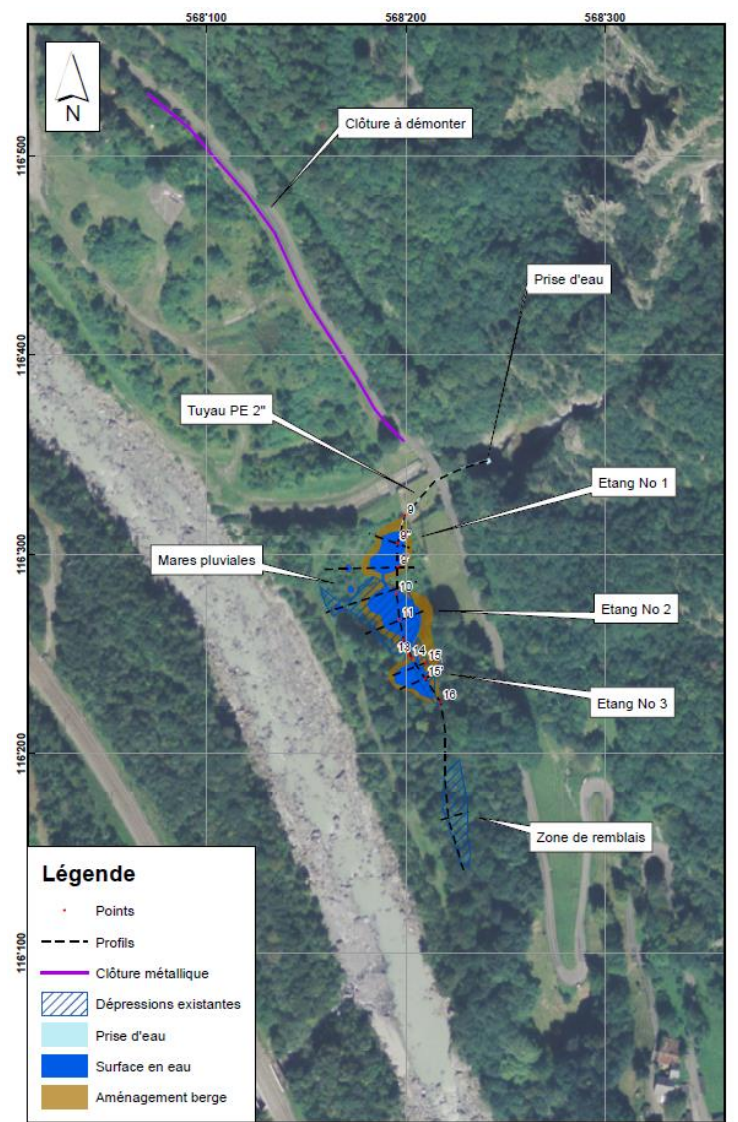 568'100
568'200
568'300
N
Clôture à démonter
116'500
Prise d'eau
116'400
Tuyau PE 2"
Etang No 1
9
9"
116'300
Mares pluviales
9'
10
Etang No 2
11
13
14
15
15'
Etang No 3
16
116'200
Zone de remblais
Légende
Points
116'100
Profils
Clôture métallique
Dépressions existantes
Prise d'eau
Surface en eau
Aménagement berge